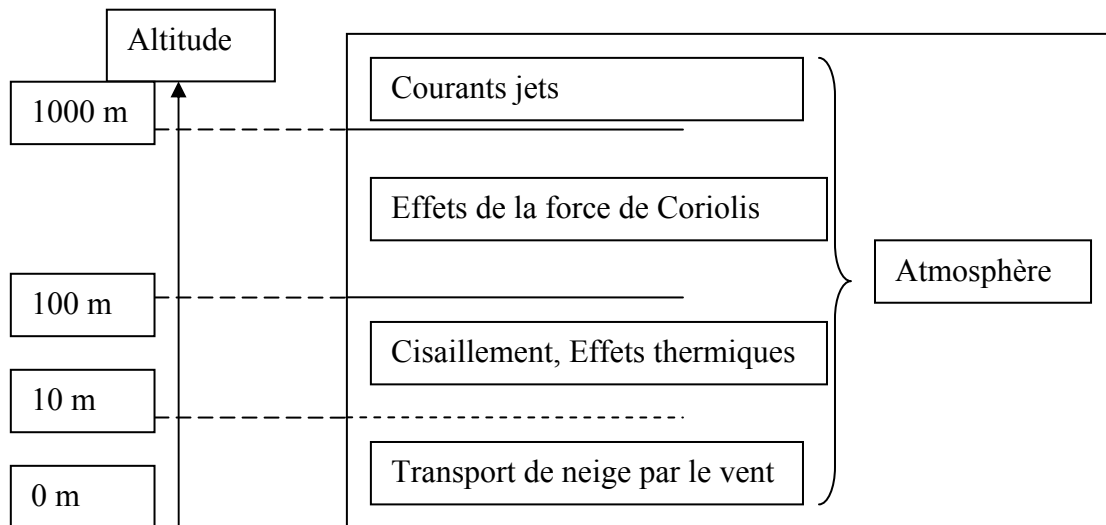 Altitude
1000 m
Courants jets
Effets de la force de Coriolis
Atmosphère
100 m
Cisaillement, Effets thermiques
10 m
Transport de neige par le vent
0 m